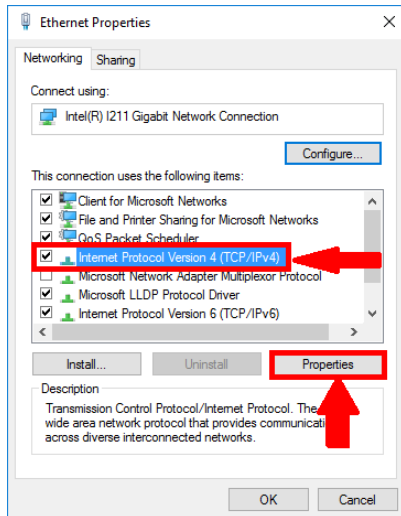 Ethernet Properties
Networking Sharing
Connect using:
Intel(R) I211 Gigabit Network Connection
Configure...
This connection uses the following items:
Client for Microsoft Networks
File and Printer Sharing for Microsoft Networks
QoS Packet Scheduler
Internet Protocol Version 4 (TCP/IPv4)
Microsoft Network Adapter Multiplexor Protocol
Microsoft LLDP Protocol Driver
Internet Protocol Version 6 (TCP/IPv6)
Install... Uninstall Properties
Description
Transmission Control Protocol/Internet Protocol. The
wide area network protocol that provides
across diverse interconnected networks.
OK Cancel